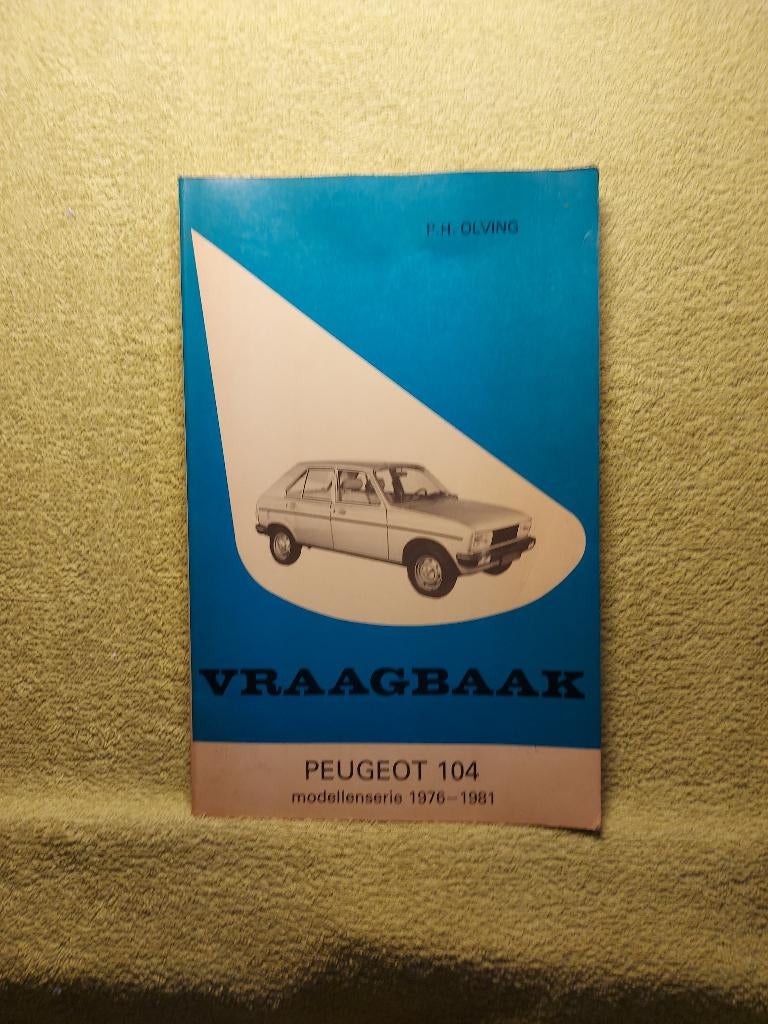 P.H. OLVING
VRAAGBAAK
PEUGEOT 104
modellenserie 1976-1981